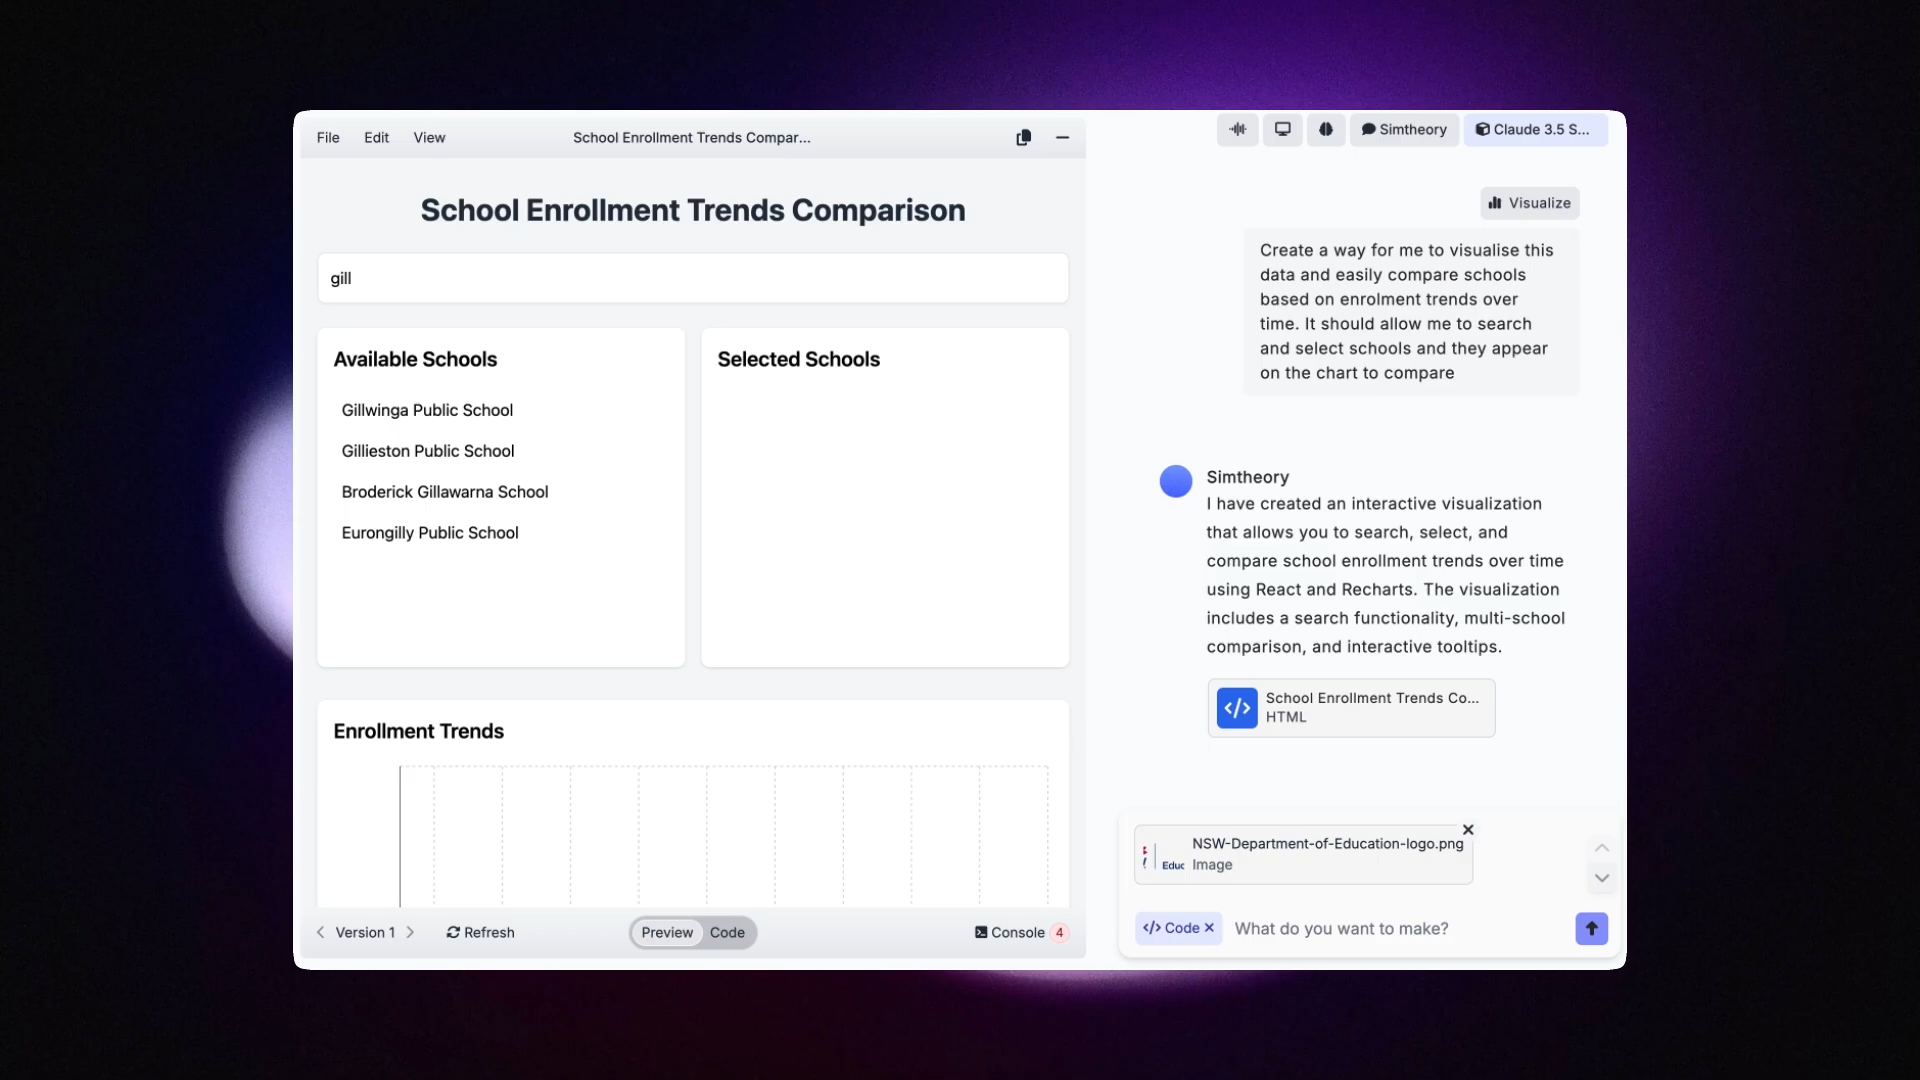 File Edit View School Enrollment Trends Compar...
School Enrollment Trends Comparison
gill
Available Schools
Gillwinga Public School
Gillieston Public School
Broderick Gillawarna School
Eurongilly Public School
Selected Schools
Enrollment Trends
Version 1 Refresh Preview Code Console 4
Simtheory Claude 3.5 S...
Visualize
Create a way for me to visualise this
data and easily compare schools
based on enrolment trends over
time. It should allow me to search
and select schools and they appear
on the chart to compare
Simtheory
I have created an interactive visualization
that allows you to search, select, and
compare school enrollment trends over time
using React and Recharts. The visualization
includes a search functionality, multi-school
comparison, and interactive tooltips.
</> School Enrollment Trends Co...
HTML
NSW-Department-of-Education-logo.png
Educ Image
</> Code × What do you want to make?